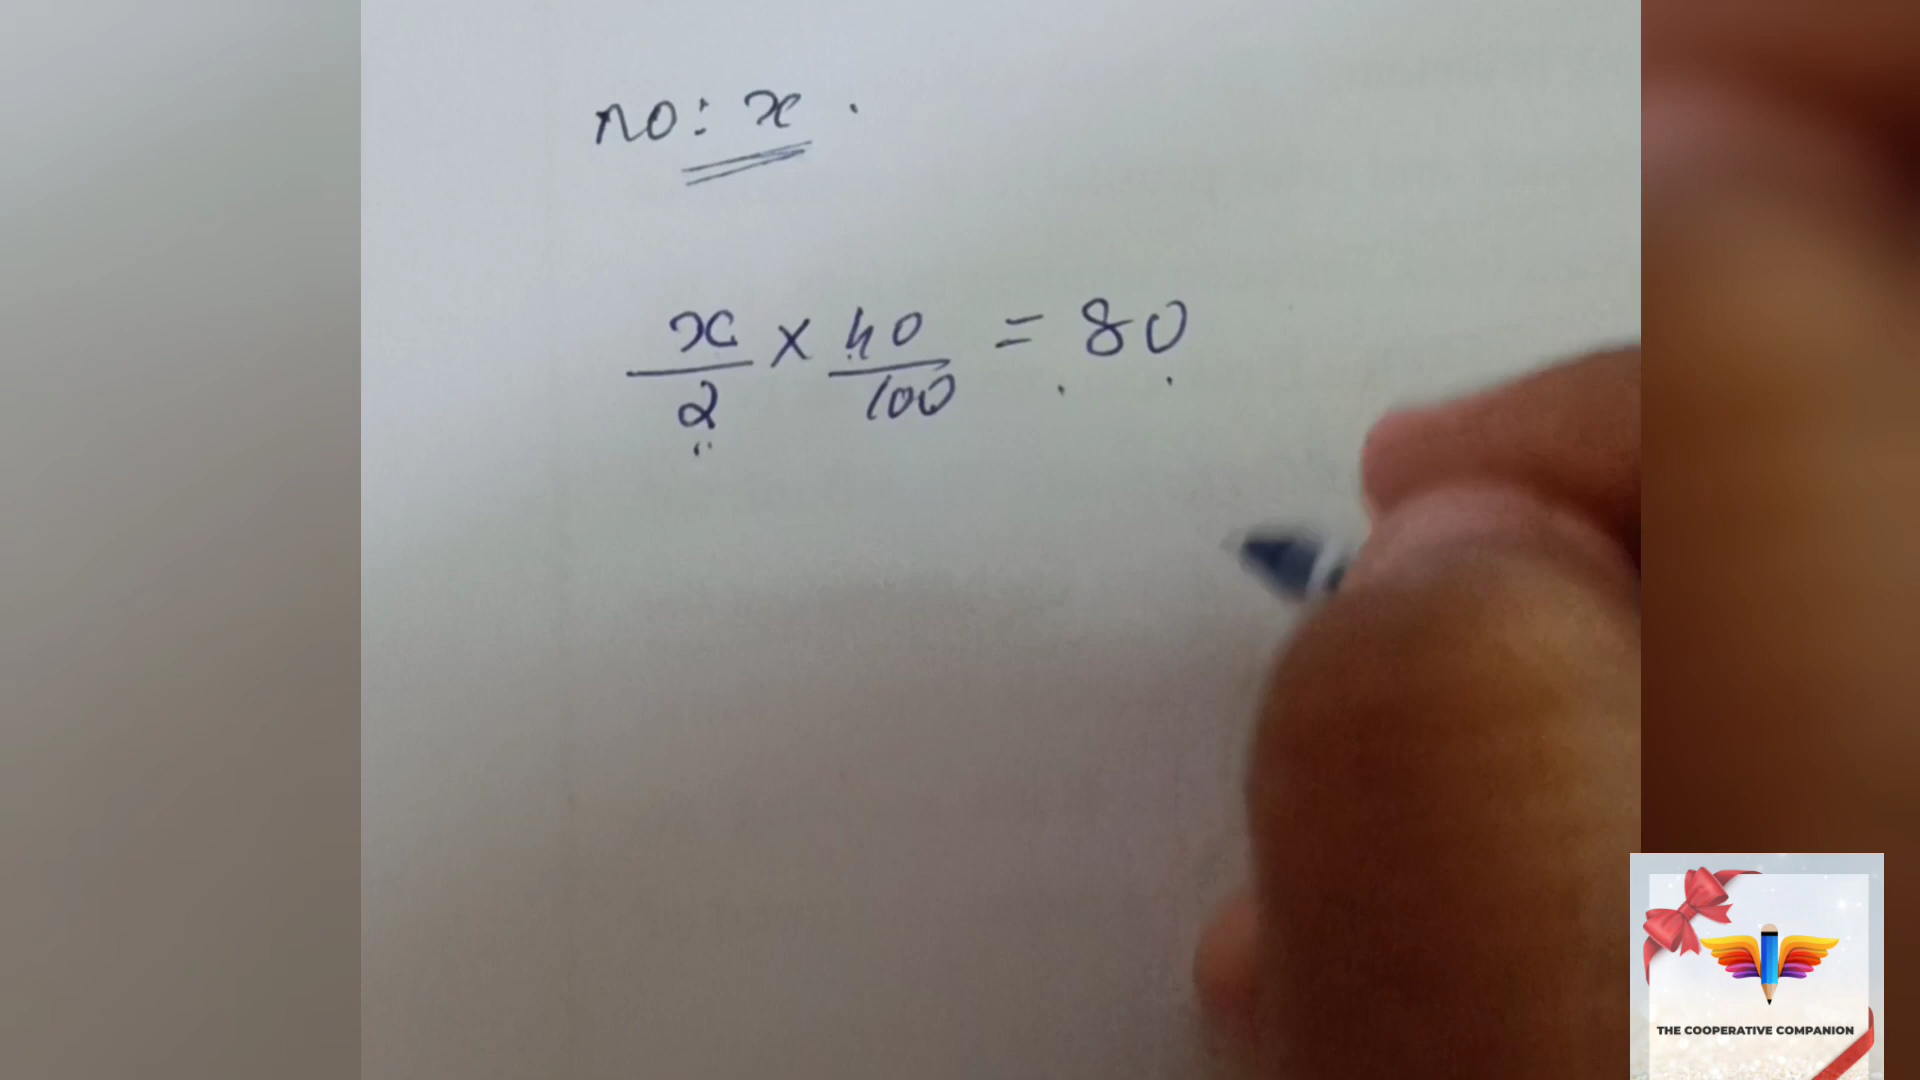 no: x .
x/2 × 40/100 = 80
THE COOPERATIVE COMPANION